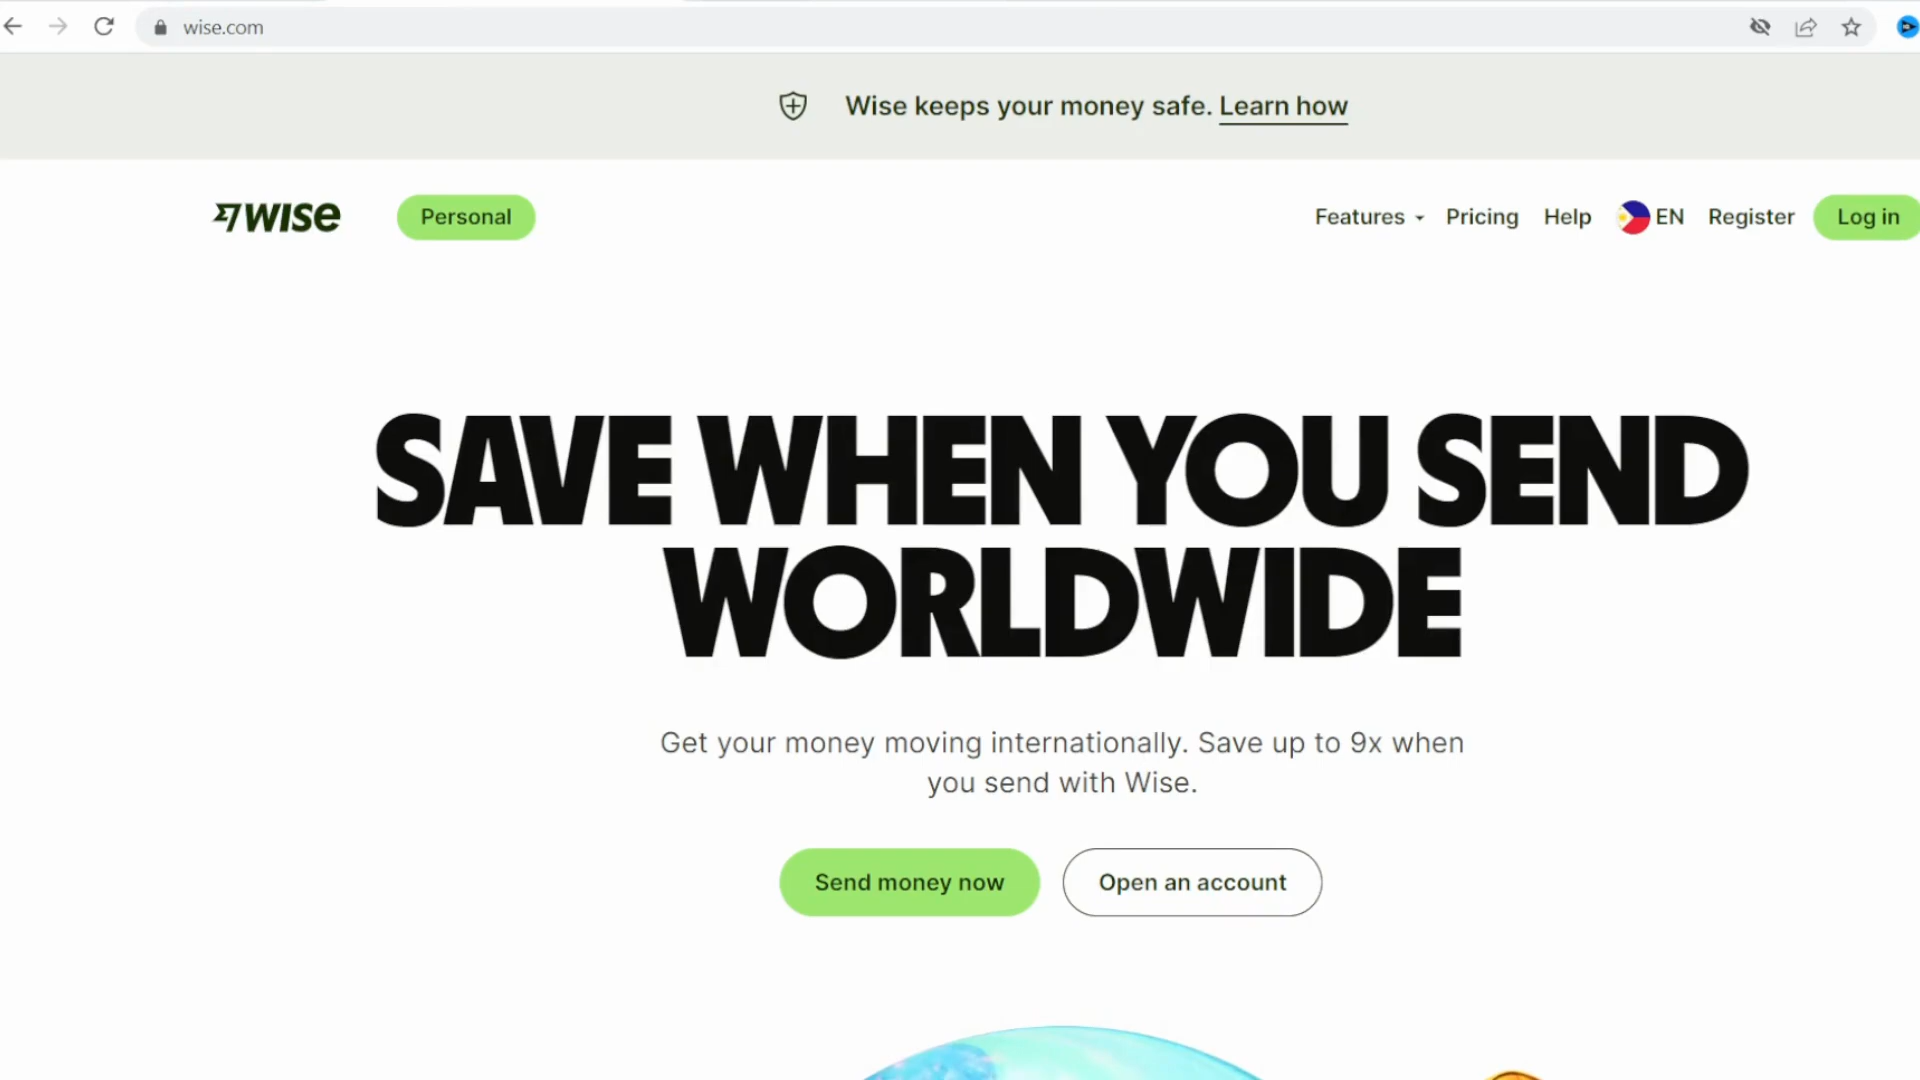 wise.com
Wise keeps your money safe. Learn how
WISE
Personal
Features
Pricing
Help
EN
Register
Log in
SAVE WHEN YOU SEND
WORLDWIDE
Get your money moving internationally. Save up to 9x when
you send with Wise.
Send money now
Open an account